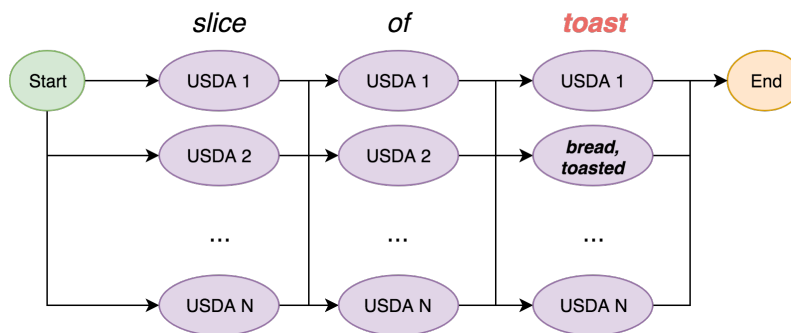 slice of toast
Start USDA 1 USDA 1 USDA 1 End
USDA 2 USDA 2 bread,
toasted
... ... ...
USDA N USDA N USDA N